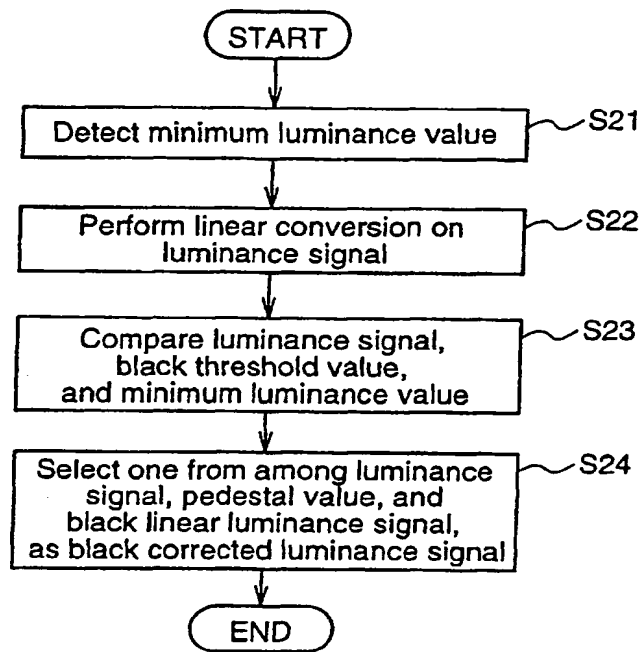 START
Detect minimum luminance value
S21
Perform linear conversion on
luminance signal
S22
Compare luminance signal,
black threshold value,
and minimum luminance value
S23
Select one from among luminance
signal, pedestal value, and
black linear luminance signal,
as black corrected luminance signal
S24
END